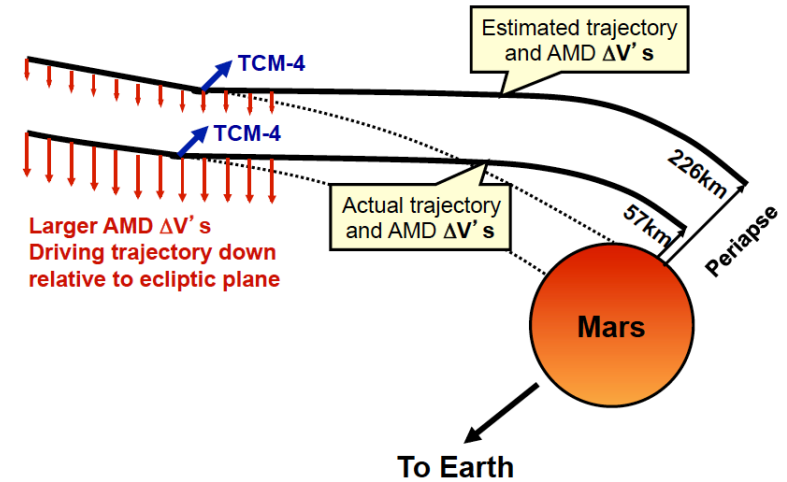 Estimated trajectory
and AMD ΔV's
TCM-4
TCM-4
226km
57km
Periapse
Actual trajectory
and AMD ΔV's
Larger AMD ΔV's
Driving trajectory down
relative to ecliptic plane
Mars
To Earth